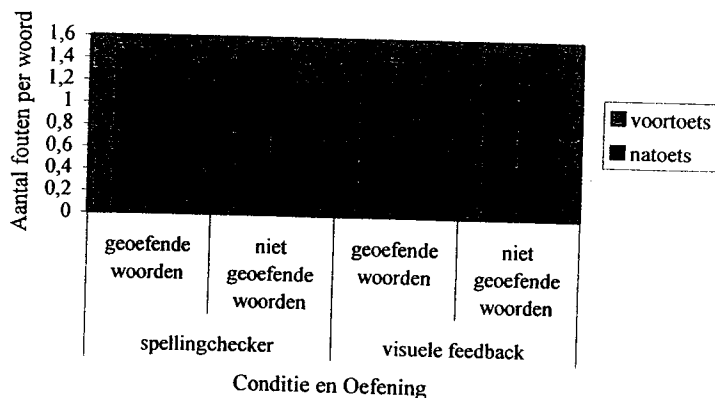 Aantal fouten per woord
1,6
1,4
1,2
1
0,8
0,6
0,4
0,2
0
voortoets
natoets
geoefende
woorden
niet
geoefende
woorden
geoefende
woorden
niet
geoefende
woorden
spellingchecker
visuele feedback
Conditie en Oefening